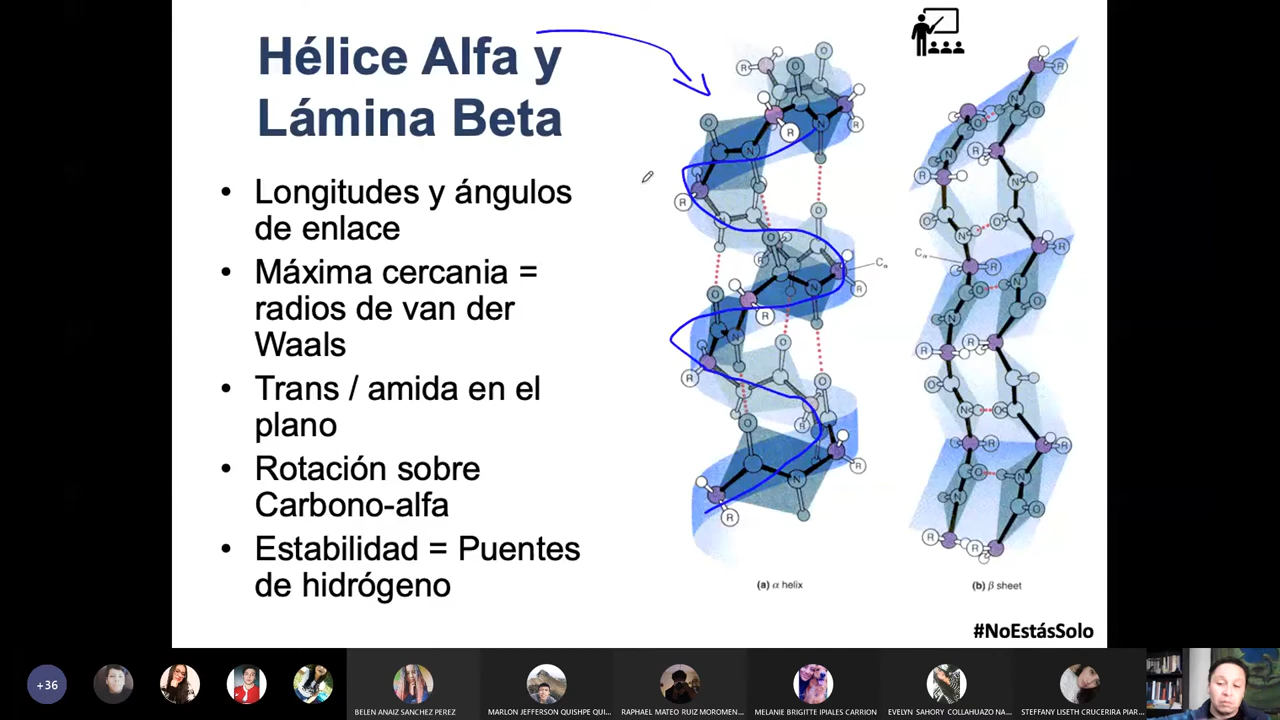 Hélice Alfa y
Lámina Beta
• Longitudes y ángulos
de enlace
• Máxima cercania =
radios de van der
Waals
• Trans / amida en el
plano
• Rotación sobre
Carbono-alfa
• Estabilidad = Puentes
de hidrógeno
(a) α helix
(b) β sheet
#NoEstásSolo
+36
BELEN ANAIZ SANCHEZ PEREZ
MARLON JEFFERSON QUISHPE QUI...
RAPHAEL MATEO RUIZ MOROMEN...
MELANIE BRIGITTE IPIALES CARRION
EVELYN SAHORY COLLAHUAZO NA...
STEFFANY LISETH CRUCERIRA PIAR...